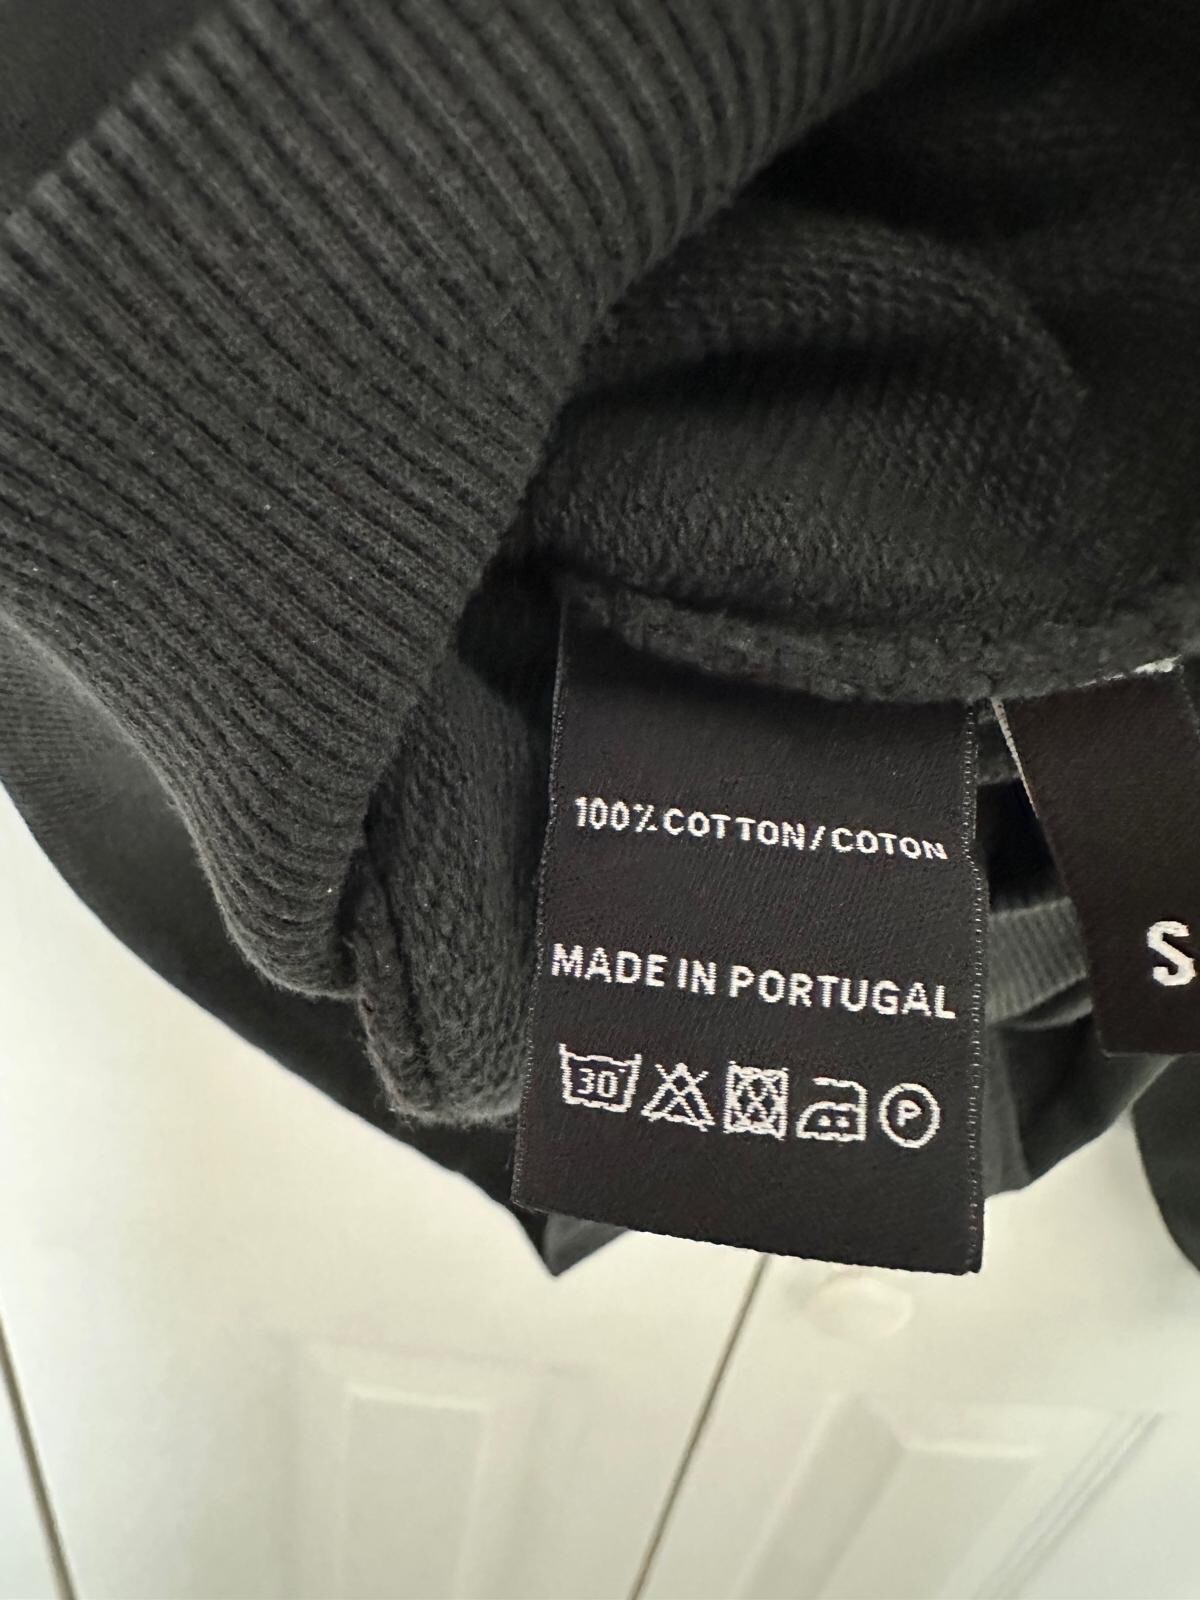 100% COTTON/COTON
MADE IN PORTUGAL
30 P
S